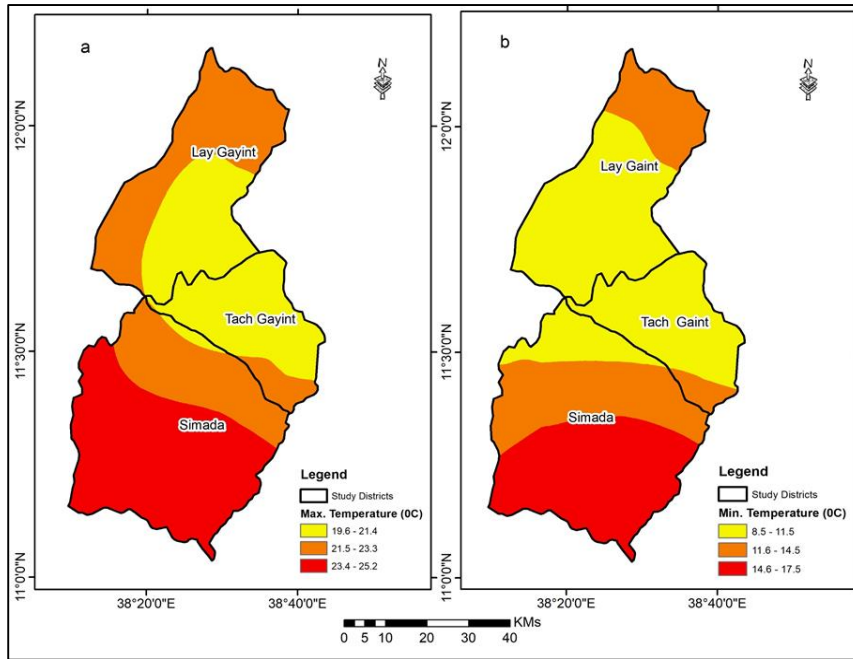 a
N
12°0'0"N
Lay Gayint
Tach Gayint
11°30'0"N
Simada
Legend
Study Districts
Max. Temperature (0C)
19.6 - 21.4
21.5 - 23.3
23.4 - 25.2
11°0'0"N
38°20'0"E
38°40'0"E
b
N
12°0'0"N
Lay Gaint
Tach Gaint
11°30'0"N
Simada
Legend
Study Districts
Min. Temperature (0C)
8.5 - 11.5
11.6 - 14.5
14.6 - 17.5
11°0'0"N
38°20'0"E
38°40'0"E
KMs
0 5 10 20 30 40